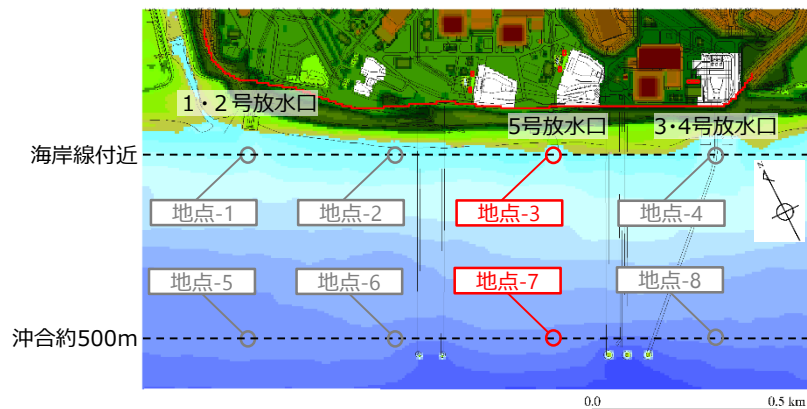 1・2号放水口
5号放水口
3・4号放水口
海岸線付近
地点-1
地点-2
地点-3
地点-4
N
地点-5
地点-6
地点-7
地点-8
沖合約500m
0.0
0.5 km